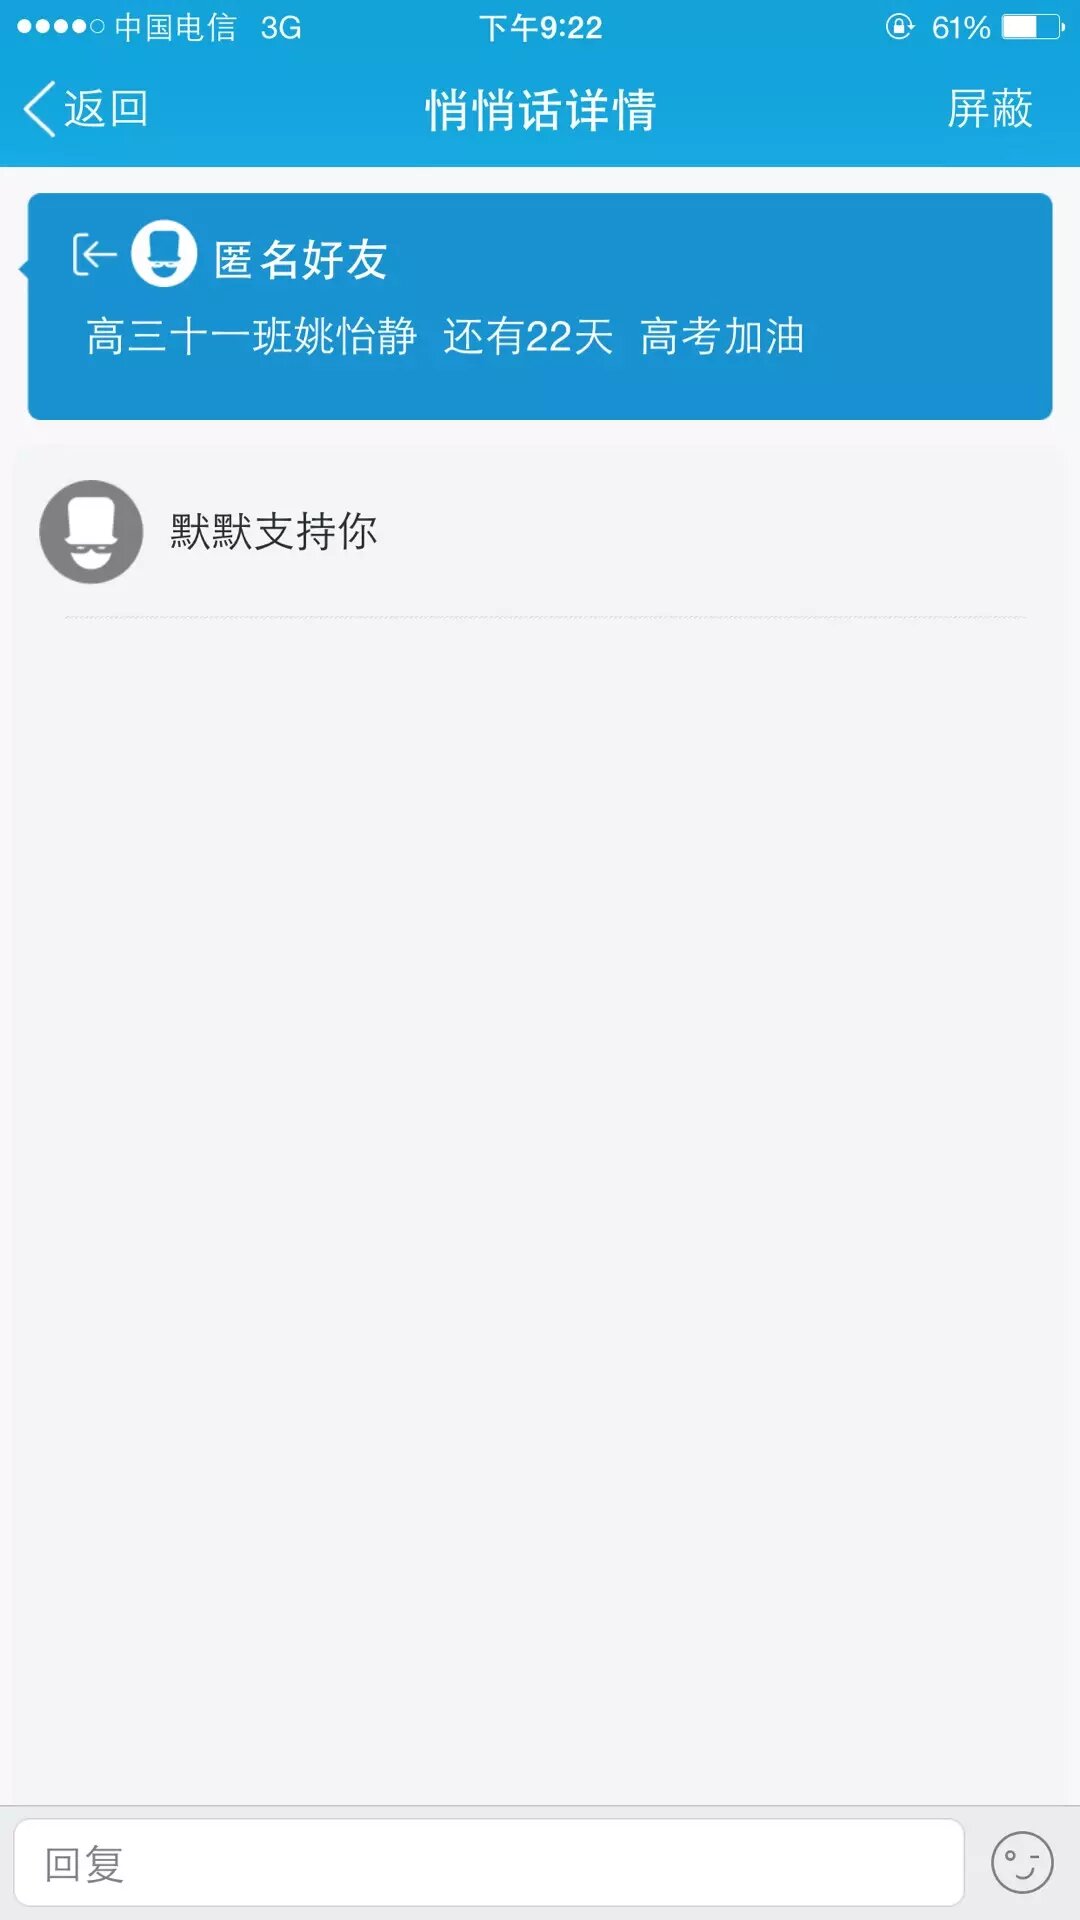 中国电信 3G 下午9:22 61%
返回 悄悄话详情 屏蔽
匿名好友
高三十一班姚怡静 还有22天 高考加油
默默支持你
回复